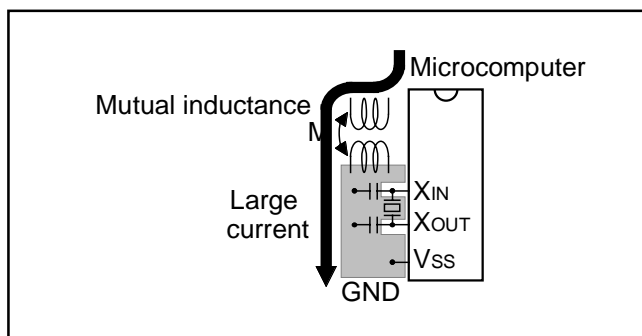 Microcomputer
Mutual inductance
M
Large
current
XIN
XOUT
VSS
GND